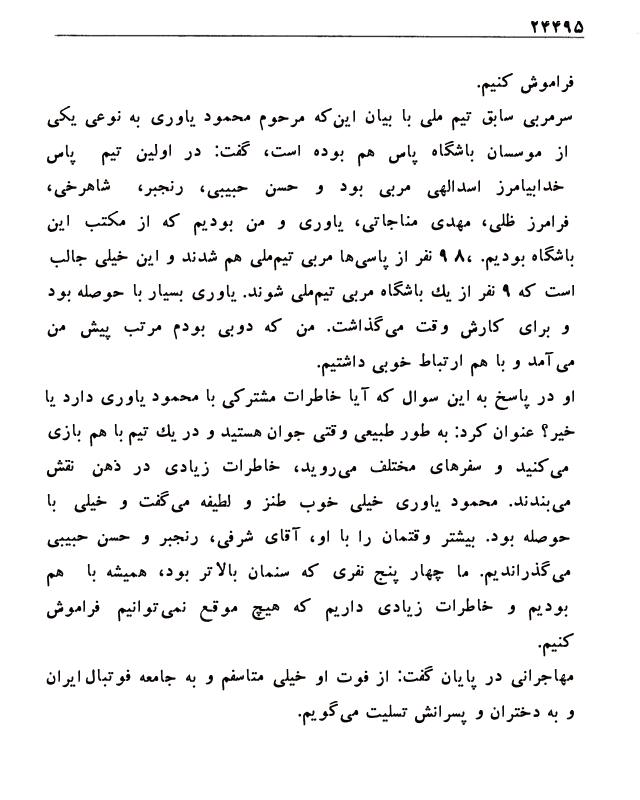 ۲۴۴۹۵
فراموش کنیم.
سرمربی سابق تیم ملی با بیان این‌که مرحوم محمود یاوری به نوعی یکی
از موسسان باشگاه پاس هم بوده است، گفت: در اولین تیم پاس
خدابیامرز اسدالهی مربی بود و حسن حبیبی، رنجبر، شاهرخی،
فرامرز ظلی، مهدی مناجاتی، یاوری و من بودیم که از مکتب این
باشگاه بودیم. ،۸ ۹ نفر از پاسی‌ها مربی تیم‌ملی هم شدند و این خیلی جالب
است که ۹ نفر از یك باشگاه مربی تیم‌ملی شوند. یاوری بسیار با حوصله بود
و برای کارش وقت می‌گذاشت. من که دوبی بودم مرتب پیش من
می‌آمد و با هم ارتباط خوبی داشتیم.
او در پاسخ به این سوال که آیا خاطرات مشترکی با محمود یاوری دارد یا
خیر؟ عنوان کرد: به طور طبیعی وقتی جوان هستید و در یك تیم با هم بازی
می‌کنید و سفرهای مختلف می‌روید، خاطرات زیادی در ذهن نقش
می‌بندند. محمود یاوری خیلی خوب طنز و لطیفه می‌گفت و خیلی با
حوصله بود. بیشتر وقتمان را با او، آقای شرفی، رنجبر و حسن حبیبی
می‌گذراندیم. ما چهار پنج نفری که سنمان بالاتر بود، همیشه با هم
بودیم و خاطرات زیادی داریم که هیچ موقع نمی‌توانیم فراموش
کنیم.
مهاجرانی در پایان گفت: از فوت او خیلی متاسفم و به جامعه فوتبال ایران
و به دختران و پسرانش تسلیت می‌گویم.